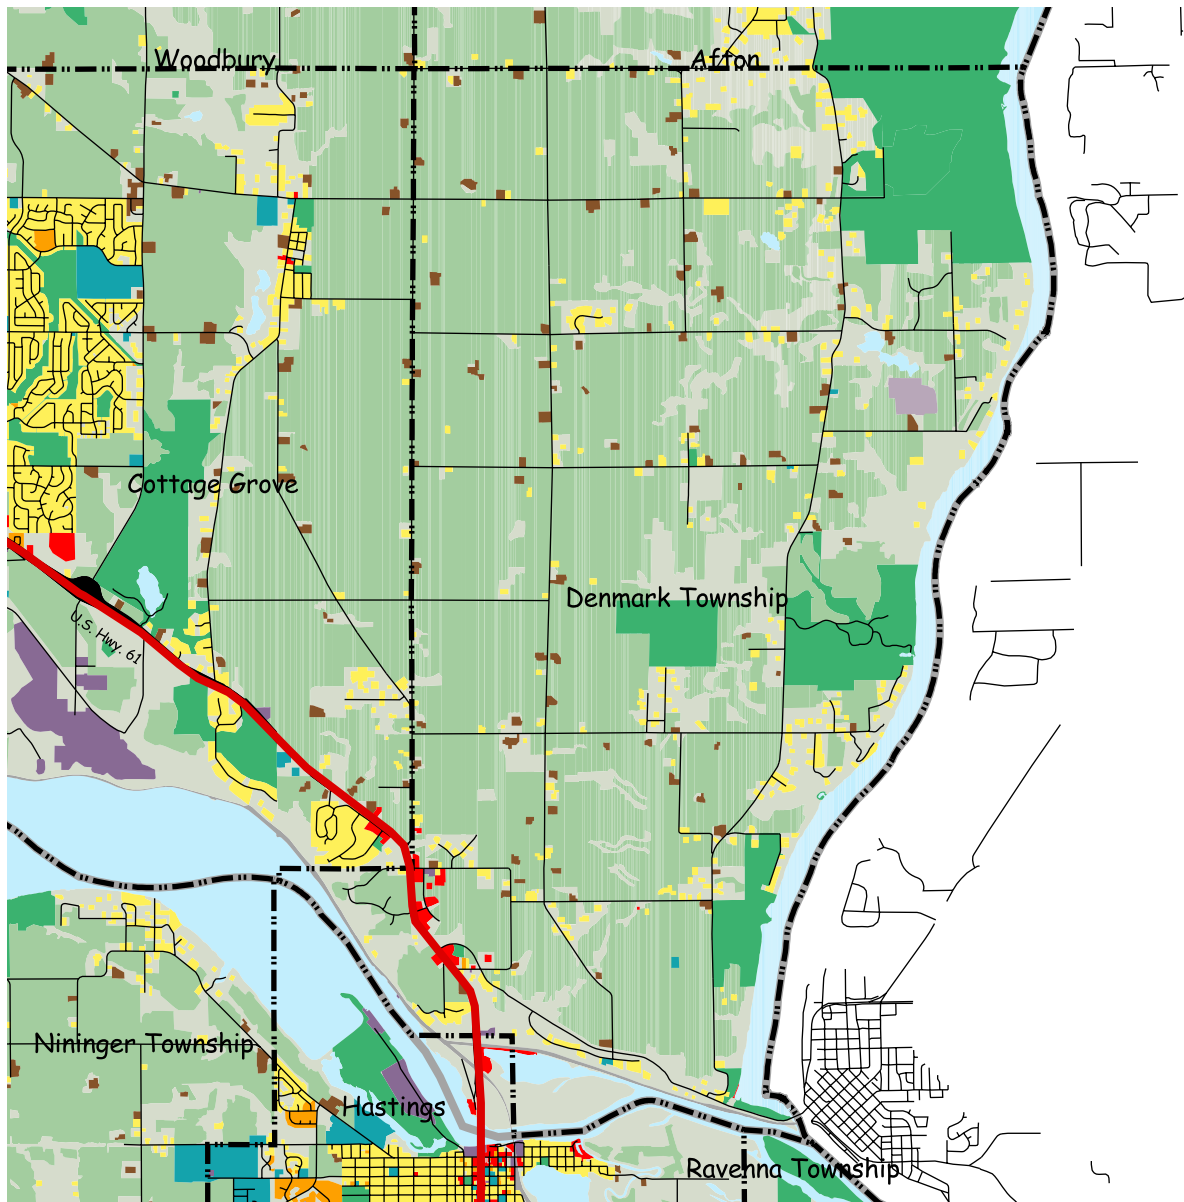 Woodbury
Afton
Cottage Grove
Denmark Township
U.S. Hwy. 61
Nininger Township
Hastings
Ravenna Township